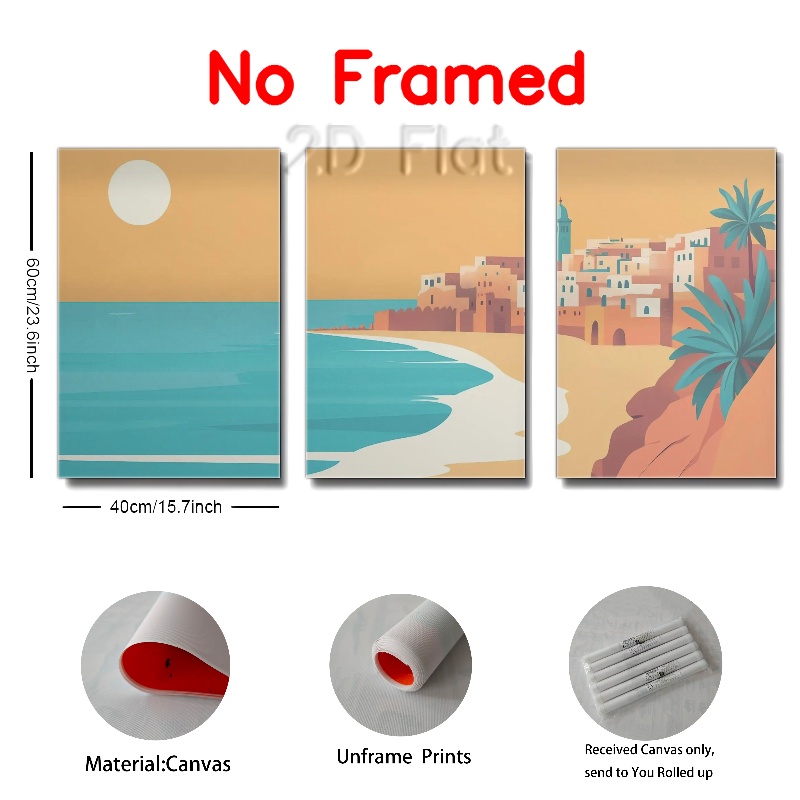 No Framed
2D Flat
60cm/23.6inch
40cm/15.7inch
Material:Canvas
Unframe Prints
Received Canvas only,
send to You Rolled up